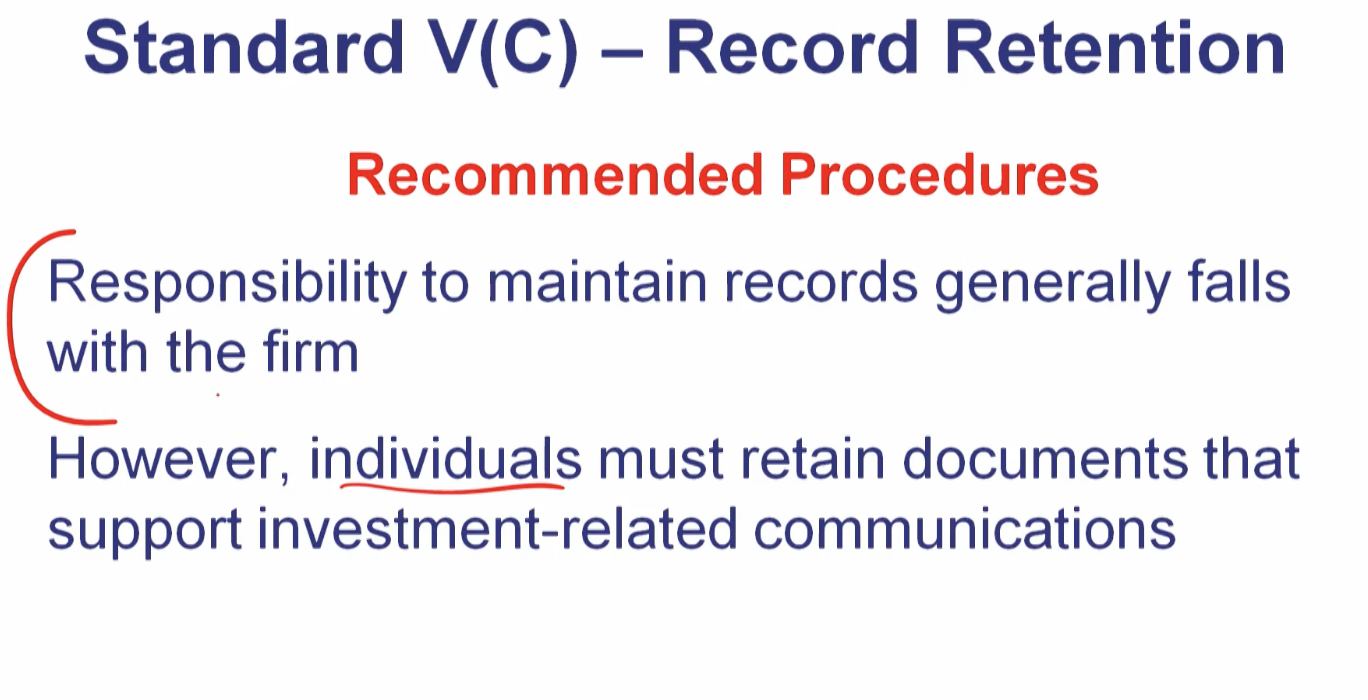 Standard V(C) – Record Retention
Recommended Procedures
Responsibility to maintain records generally falls
with the firm
However, individuals must retain documents that
support investment-related communications